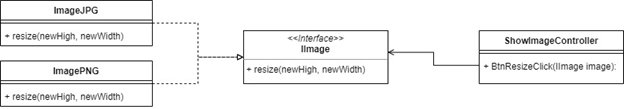 ImageJPG
+ resize(newHigh, newWidth)
ImagePNG
+ resize(newHigh, newWidth)
<<Interface>>
IImage
+ resize(newHigh, newWidth)
ShowImageController
+ BtnResizeClick(IImage image):